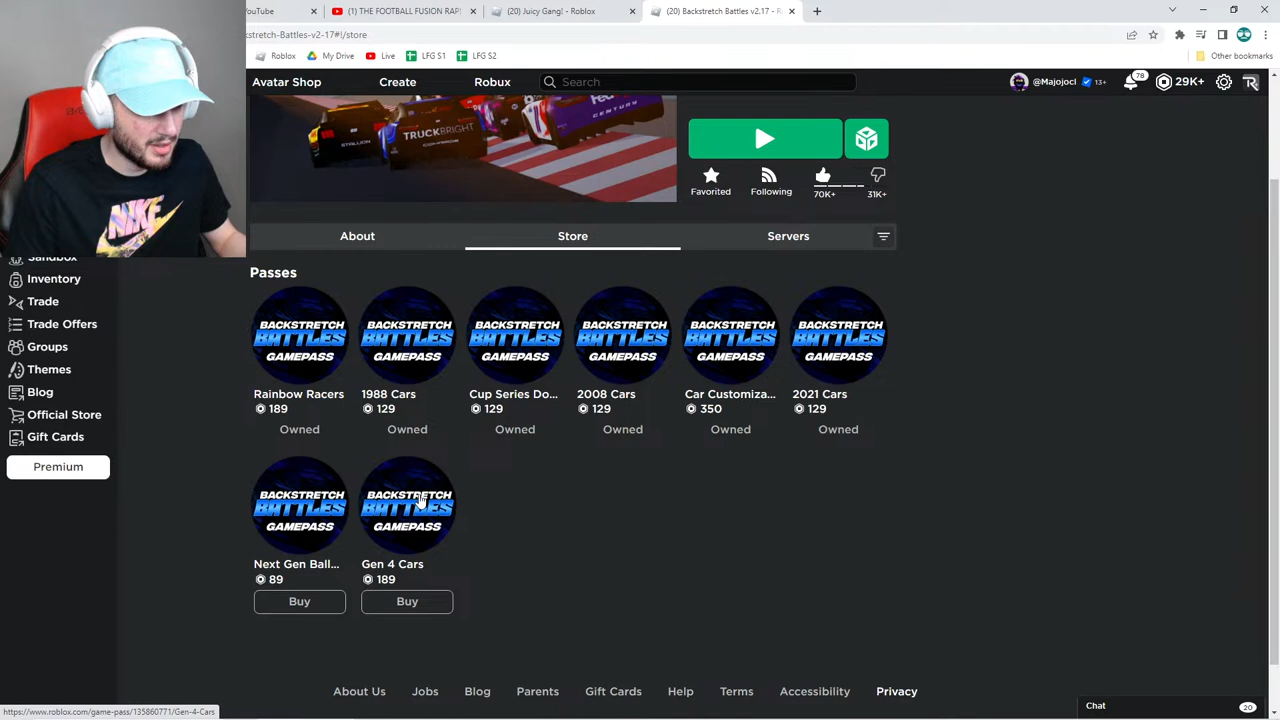 YouTube
(1) THE FOOTBALL FUSION RAP!
(20) Juicy Gang! - Roblox
(20) Backstretch Battles v2.17 - R
stretch-Battles-v2-17#!/store
Roblox
My Drive
Live
LFG S1
LFG S2
Other bookmarks
Avatar Shop
Create
Robux
Search
@Majojocl
13+
78
29K+
STALLION
TRUCKBRIGHT
Fed
CENTURY
Favorited
Following
70K+
31K+
NIKE
About
Store
Servers
Sandbox
Inventory
Trade
Trade Offers
Groups
Themes
Blog
Official Store
Gift Cards
Premium
Passes
BACKSTRETCH
BATTLES
GAMEPASS
Rainbow Racers
189
Owned
BACKSTRETCH
BATTLES
GAMEPASS
1988 Cars
129
Owned
BACKSTRETCH
BATTLES
GAMEPASS
Cup Series Do...
129
Owned
BACKSTRETCH
BATTLES
GAMEPASS
2008 Cars
129
Owned
BACKSTRETCH
BATTLES
GAMEPASS
Car Customiza...
350
Owned
BACKSTRETCH
BATTLES
GAMEPASS
2021 Cars
129
Owned
BACKSTRETCH
BATTLES
GAMEPASS
Next Gen Ball...
89
Buy
BACKSTRETCH
BATTLES
GAMEPASS
Gen 4 Cars
189
Buy
About Us
Jobs
Blog
Parents
Gift Cards
Help
Terms
Accessibility
Privacy
Chat
20
https://www.roblox.com/game-pass/135860771/Gen-4-Cars